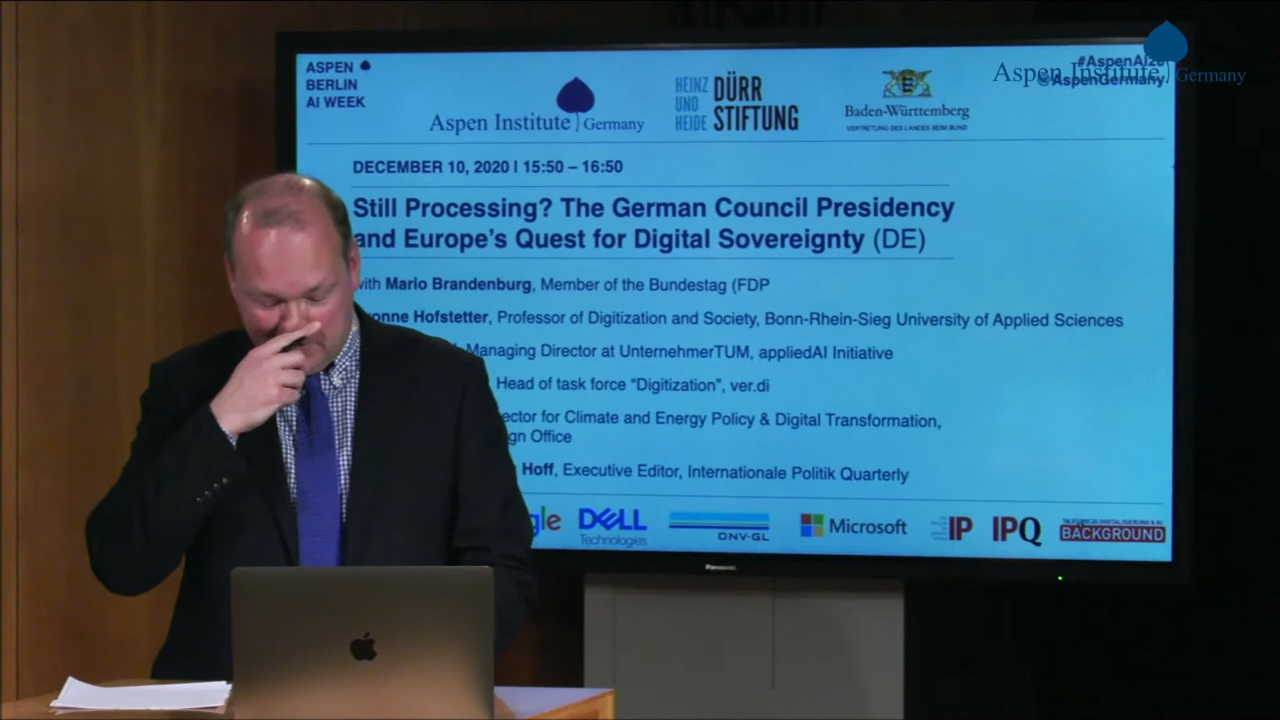 ASPEN
BERLIN
AI WEEK
Aspen Institute Germany
HEINZ
UND
HEIDE
DÜRR
STIFTUNG
Baden-Württemberg
VERTRETUNG DES LANDES BEIM BUND
@AspenGermany
Aspen Institute Germany
DECEMBER 10, 2020 I 15:50 – 16:50
Still Processing? The German Council Presidency
and Europe's Quest for Digital Sovereignty (DE)
Mario Brandenburg, Member of the Bundestag (FDP
Hofstetter, Professor of Digitization and Society, Bonn-Rhein-Sieg University of Applied Sciences
Managing Director at UnternehmerTUM, appliedAI Initiative
Head of task force “Digitization”, ver.di
for Climate and Energy Policy & Digital Transformation,
Office
Hoff, Executive Editor, Internationale Politik Quarterly
DELL
Technologies
DNV·GL
Microsoft
IP
IPQ
BACKGROUND
Panasonic